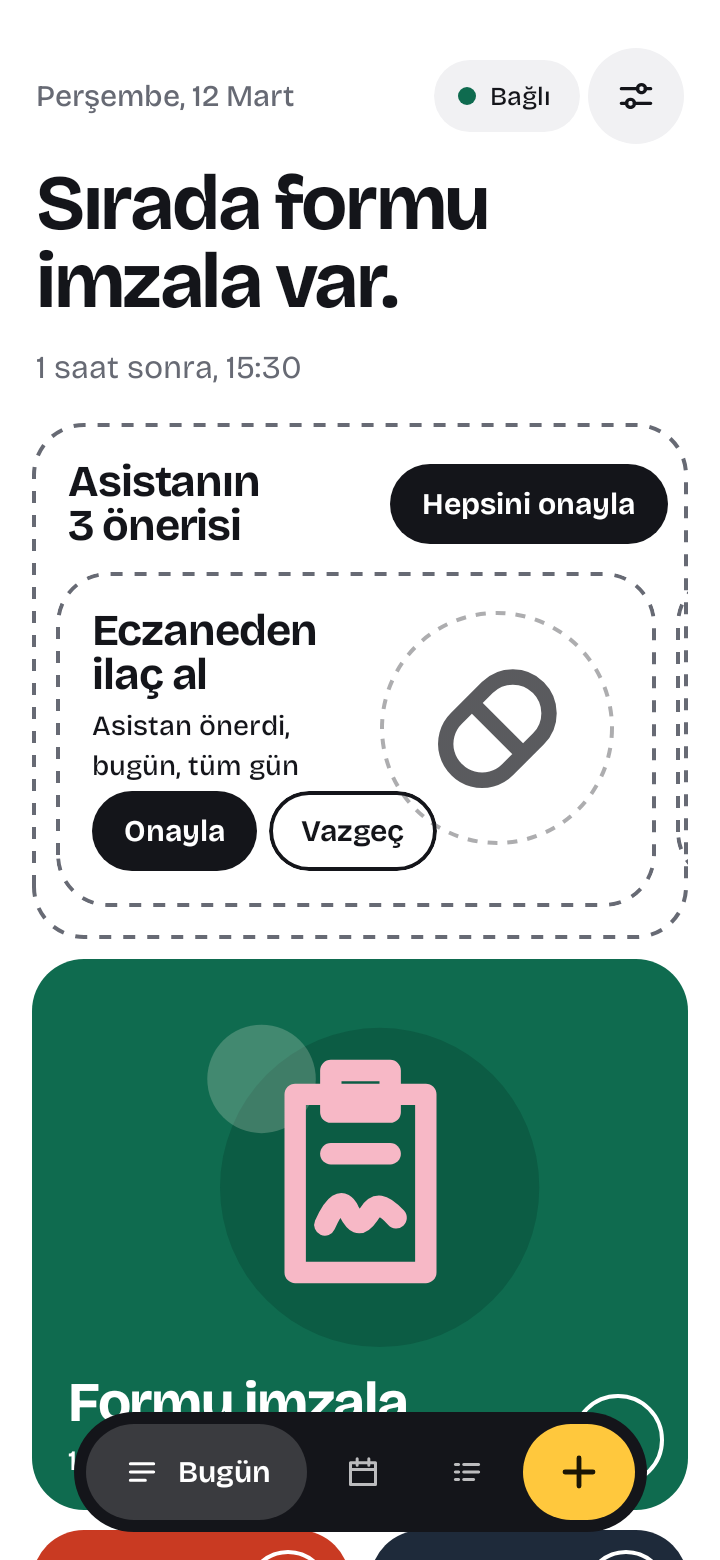 Perşembe, 12 Mart
Bağlı
Sırada formu
imzala var.
1 saat sonra, 15:30
Asistanın
3 önerisi
Hepsini onayla
Eczaneden
ilaç al
Asistan önerdi,
bugün, tüm gün
Onayla
Vazgeç
Formu imzala
Bugün